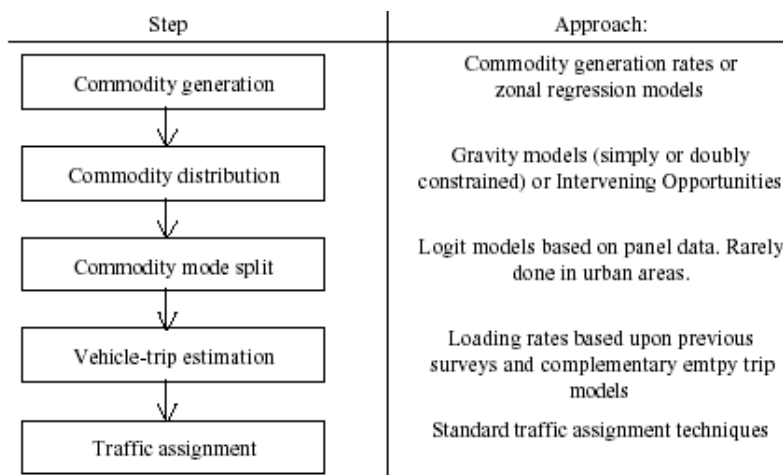 Step
Approach:
Commodity generation
Commodity generation rates or
zonal regression models
Commodity distribution
Gravity models (simply or doubly
constrained) or Intervening Opportunities
Commodity mode split
Logit models based on panel data. Rarely
done in urban areas.
Vehicle-trip estimation
Loading rates based upon previous
surveys and complementary emtpy trip
models
Traffic assignment
Standard traffic assignment techniques